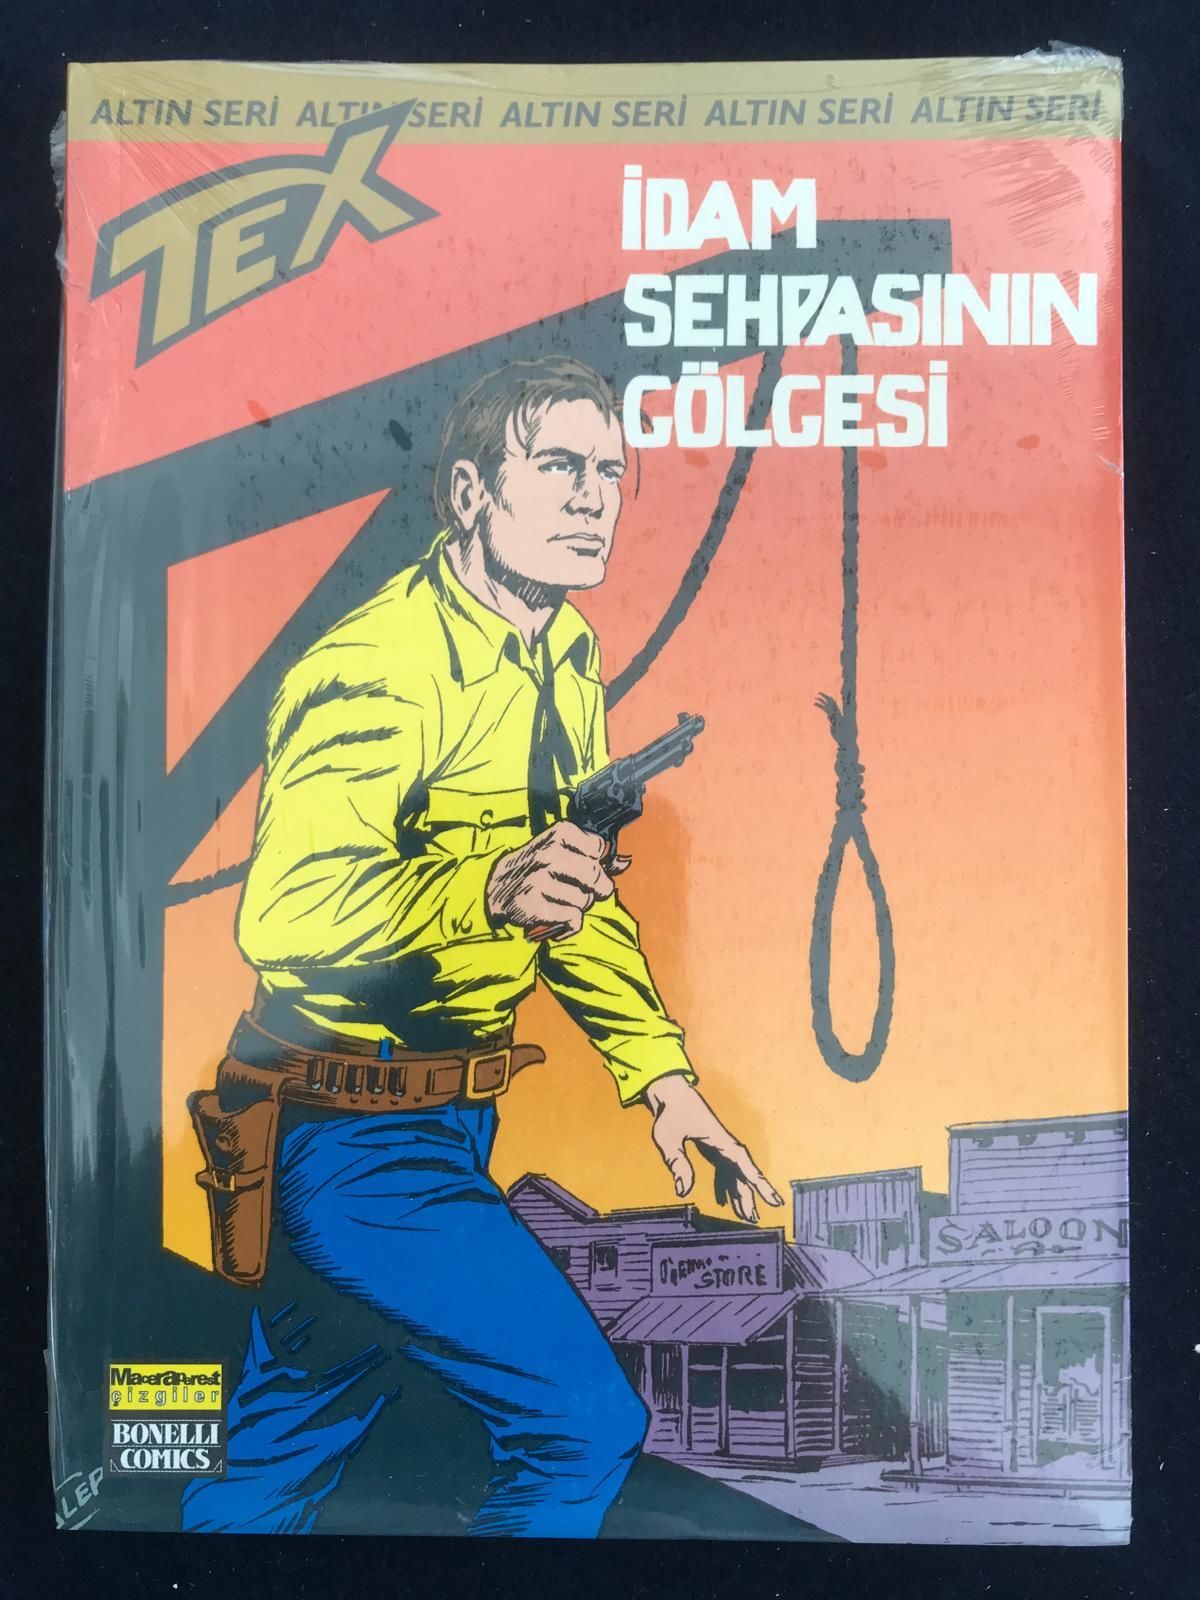 ALTIN SERİ ALTIN SERİ ALTIN SERİ ALTIN SERİ ALTIN SERİ
TEX
İDAM
SEHPASININ
GÖLGESİ
SALOON
STORE
Maceraperest
çizgiler
BONELLI
COMICS
LEP